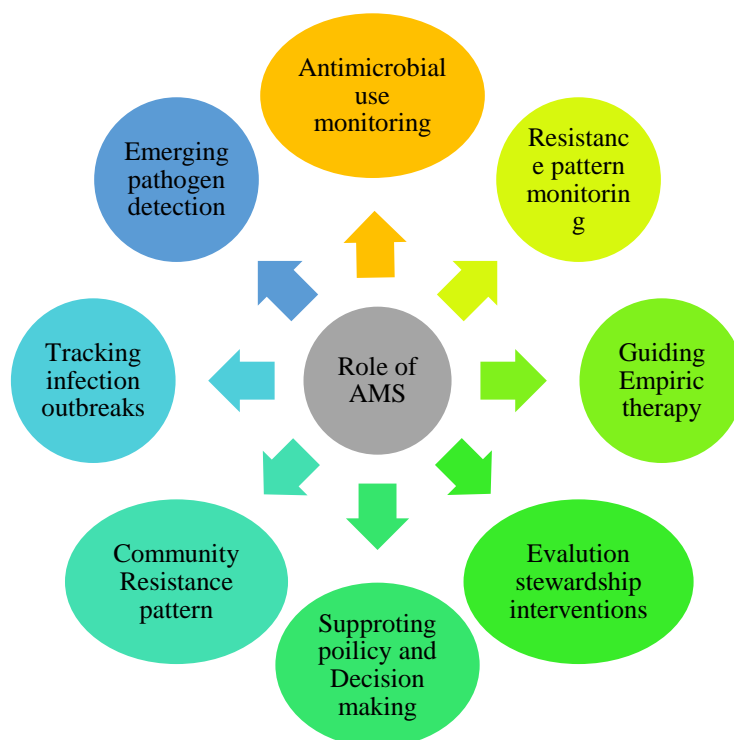 Antimicrobial
use
monitoring
Resistanc
e pattern
monitorin
g
Guiding
Empiric
therapy
Evalution
stewardship
interventions
Supproting
poilicy and
Decision
making
Community
Resistance
pattern
Tracking
infection
outbreaks
Emerging
pathogen
detection
Role of
AMS